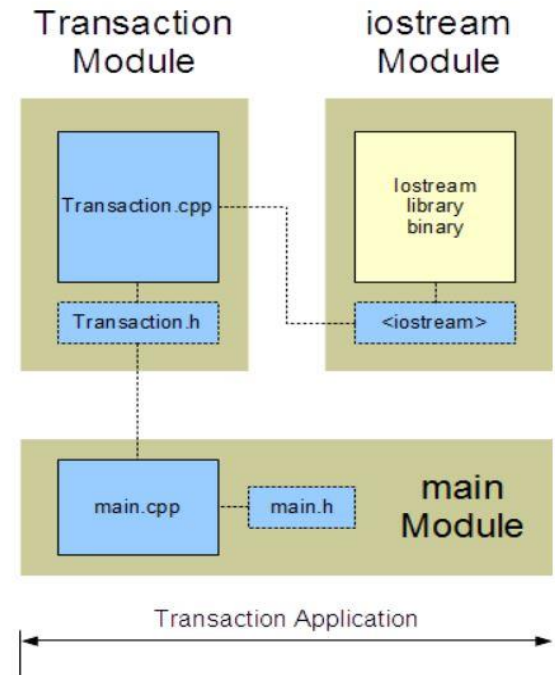 Transaction
Module
iostream
Module
Transaction.cpp
Iostream
library
binary
Transaction.h
<iostream>
main.cpp
main.h
main
Module
Transaction Application